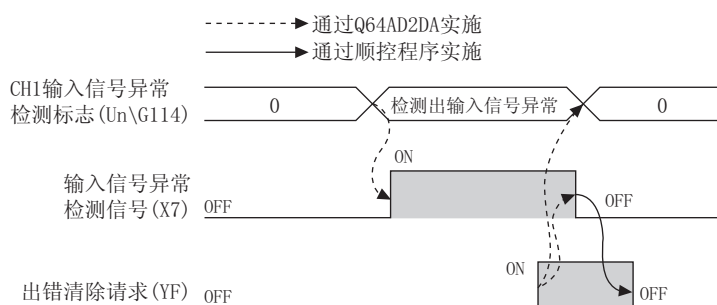 通过Q64AD2DA实施
通过顺控程序实施
CH1输入信号异常
检测标志(Un\G114)
0
检测出输入信号异常
0
ON
输入信号异常
检测信号(X7)
OFF
OFF
ON
出错清除请求(YF)
OFF
OFF